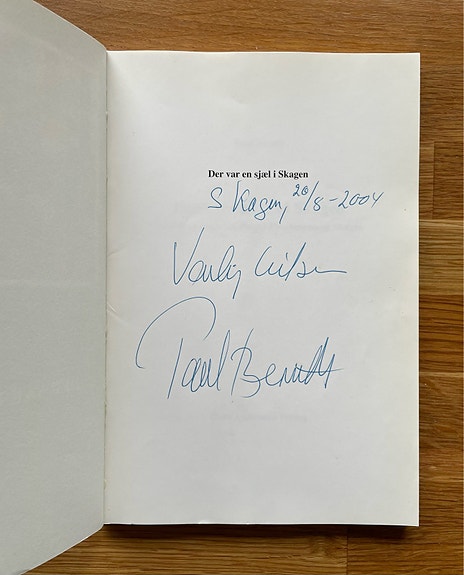 Der var en sjæl i Skagen
Skagen, 20/8-2004
Venlig hilsen
Poul Berndt